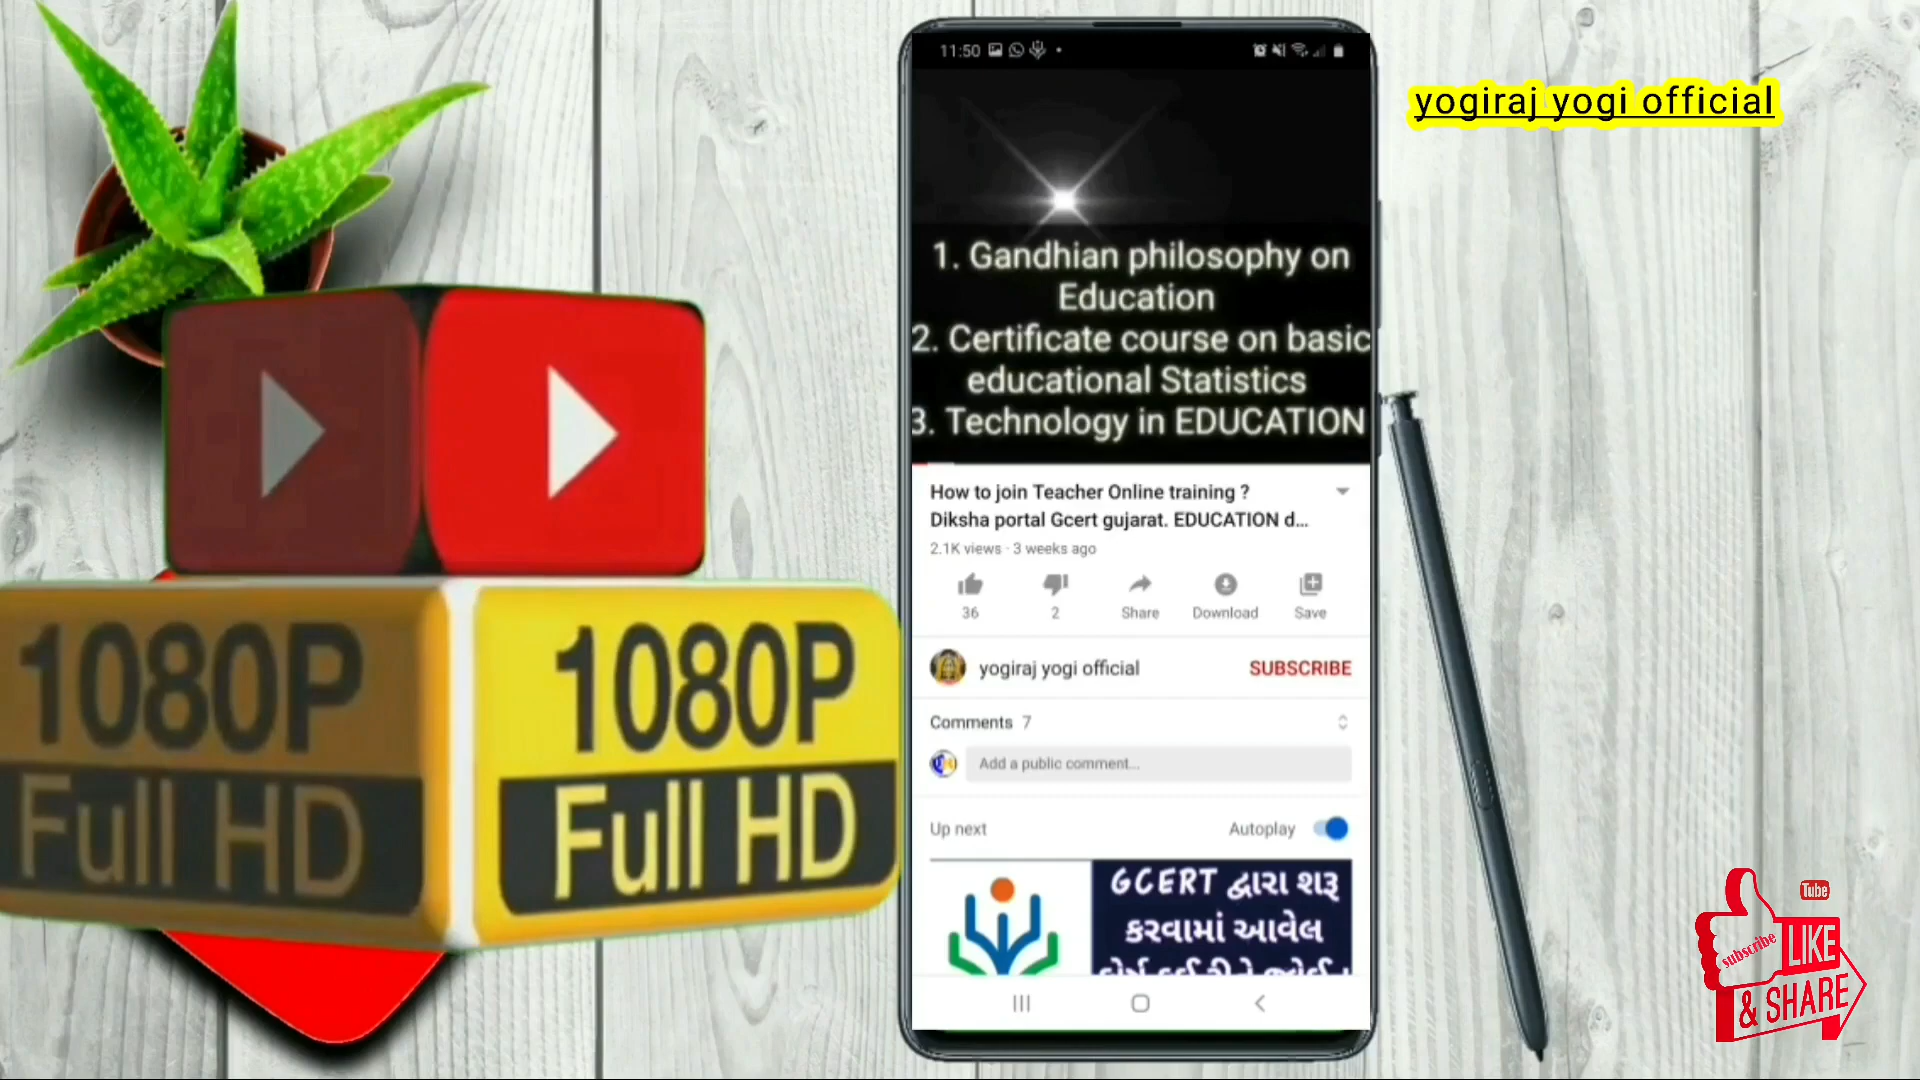 yogiraj yogi official
11:50
1. Gandhian philosophy on
Education
2. Certificate course on basic
educational Statistics
3. Technology in EDUCATION
How to join Teacher Online training ?
Diksha portal Gcert gujarat. EDUCATION d...
2.1K views · 3 weeks ago
36
2
Share
Download
Save
yogiraj yogi official
SUBSCRIBE
Comments 7
Add a public comment...
Up next
Autoplay
GCERT દ્વારા શરૂ
કરવામાં આવેલ
1080P
Full HD
1080P
Full HD
Tube
subscribe
LIKE
& SHARE